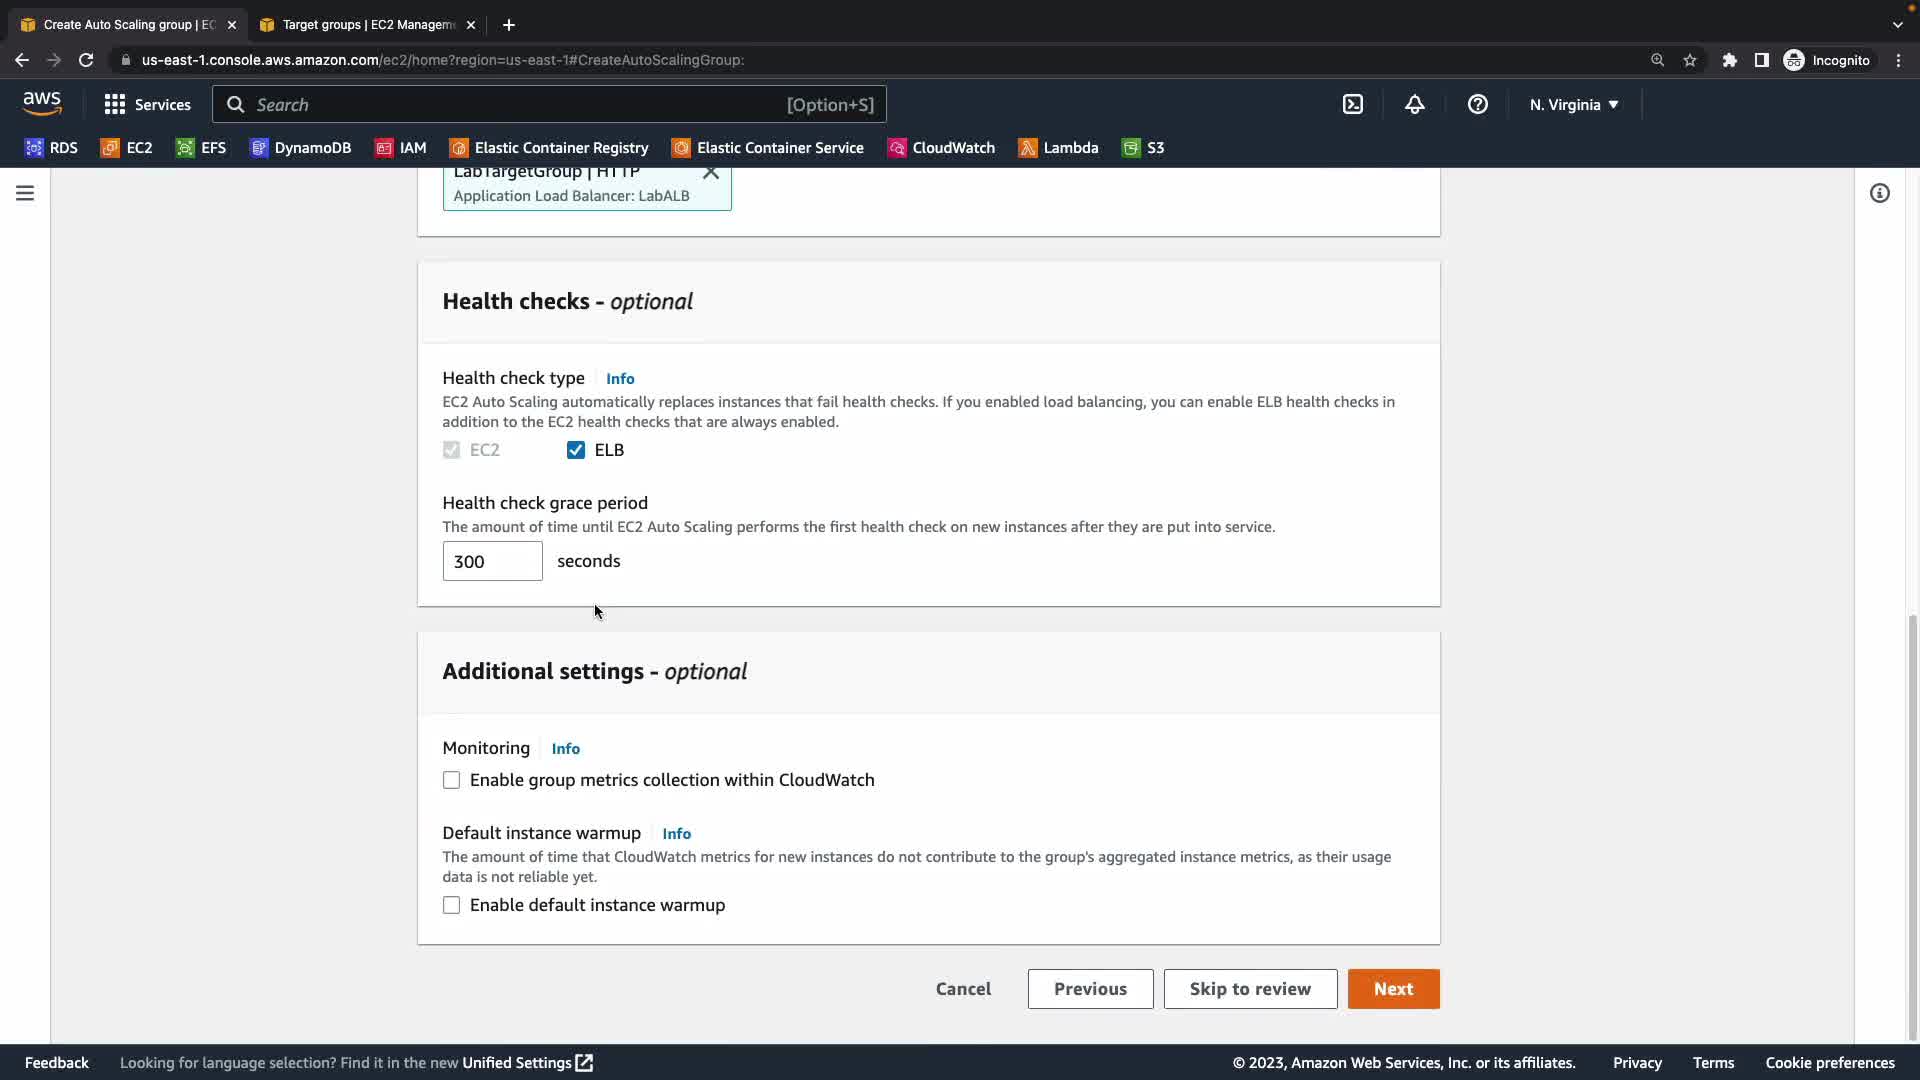 Create Auto Scaling group | EC
Target groups | EC2 Managem
us-east-1.console.aws.amazon.com/ec2/home?region=us-east-1#CreateAutoScalingGroup:
Incognito
aws
Services
Search
[Option+S]
N. Virginia
RDS
EC2
EFS
DynamoDB
IAM
Elastic Container Registry
Elastic Container Service
CloudWatch
Lambda
S3
LabTargetGroup | HTTP
Application Load Balancer: LabALB
Health checks - optional
Health check type
Info
EC2 Auto Scaling automatically replaces instances that fail health checks. If you enabled load balancing, you can enable ELB health checks in
addition to the EC2 health checks that are always enabled.
EC2
ELB
Health check grace period
The amount of time until EC2 Auto Scaling performs the first health check on new instances after they are put into service.
300
seconds
Additional settings - optional
Monitoring
Info
Enable group metrics collection within CloudWatch
Default instance warmup
Info
The amount of time that CloudWatch metrics for new instances do not contribute to the group's aggregated instance metrics, as their usage
data is not reliable yet.
Enable default instance warmup
Cancel
Previous
Skip to review
Next
Feedback
Looking for language selection? Find it in the new Unified Settings
© 2023, Amazon Web Services, Inc. or its affiliates.
Privacy
Terms
Cookie preferences